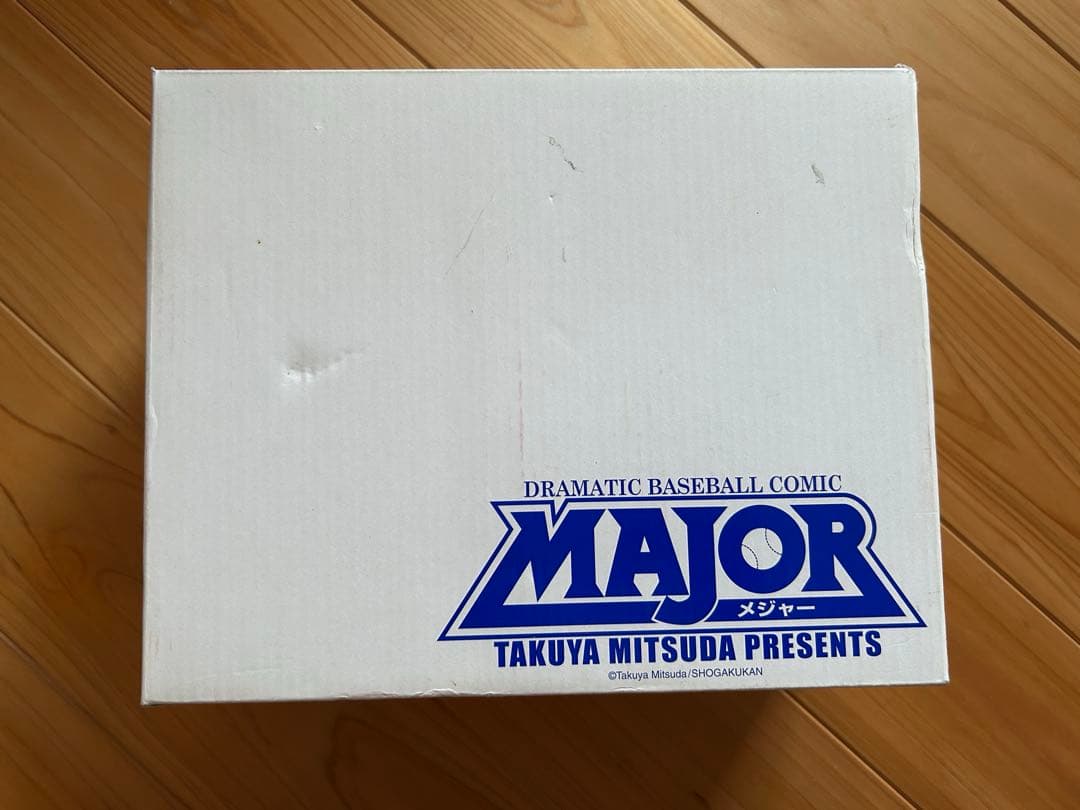 DRAMATIC BASEBALL COMIC
MAJOR
メジャー
TAKUYA MITSUDA PRESENTS
©Takuya Mitsuda/SHOGAKUKAN